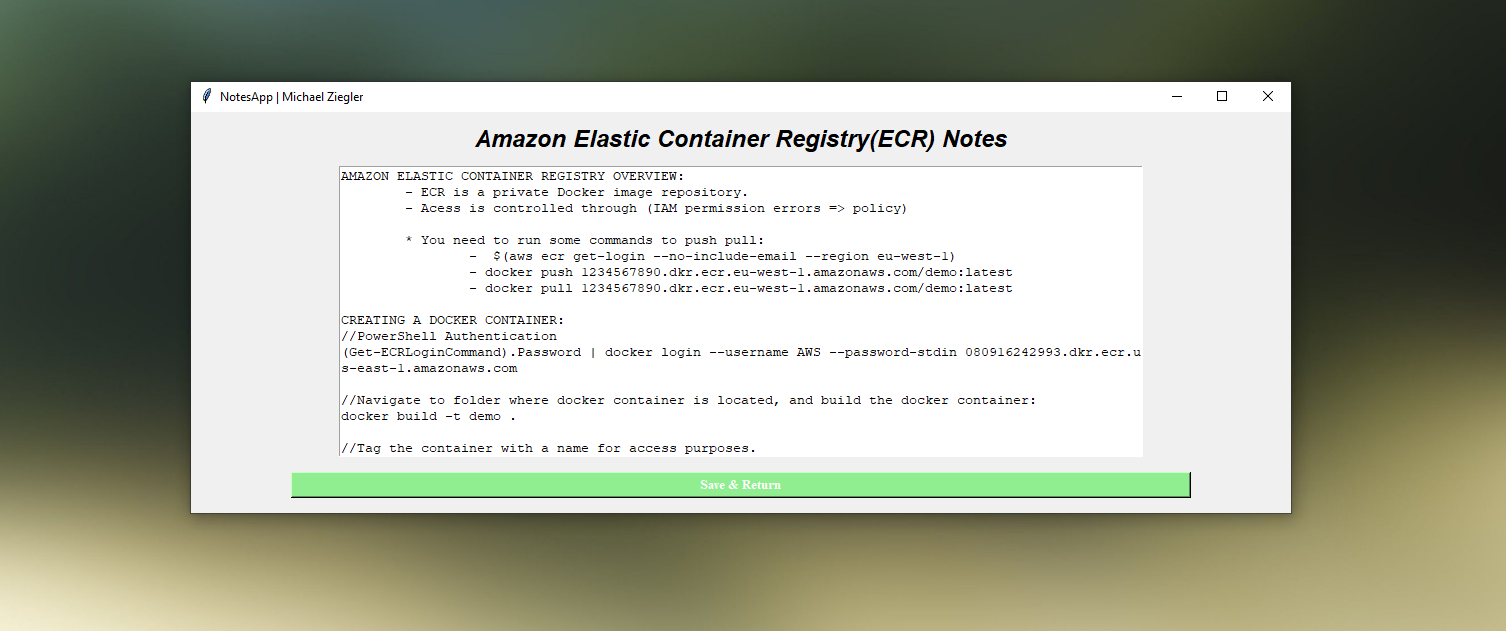 NotesApp | Michael Ziegler
Amazon Elastic Container Registry(ECR) Notes
AMAZON ELASTIC CONTAINER REGISTRY OVERVIEW:
- ECR is a private Docker image repository.
- Acess is controlled through (IAM permission errors => policy)
* You need to run some commands to push pull:
- $(aws ecr get-login --no-include-email --region eu-west-1)
- docker push 1234567890.dkr.ecr.eu-west-1.amazonaws.com/demo:latest
- docker pull 1234567890.dkr.ecr.eu-west-1.amazonaws.com/demo:latest
CREATING A DOCKER CONTAINER:
//PowerShell Authentication
(Get-ECRLoginCommand).Password | docker login --username AWS --password-stdin 080916242993.dkr.ecr.u
s-east-1.amazonaws.com
//Navigate to folder where docker container is located, and build the docker container:
docker build -t demo .
//Tag the container with a name for access purposes.
Save & Return